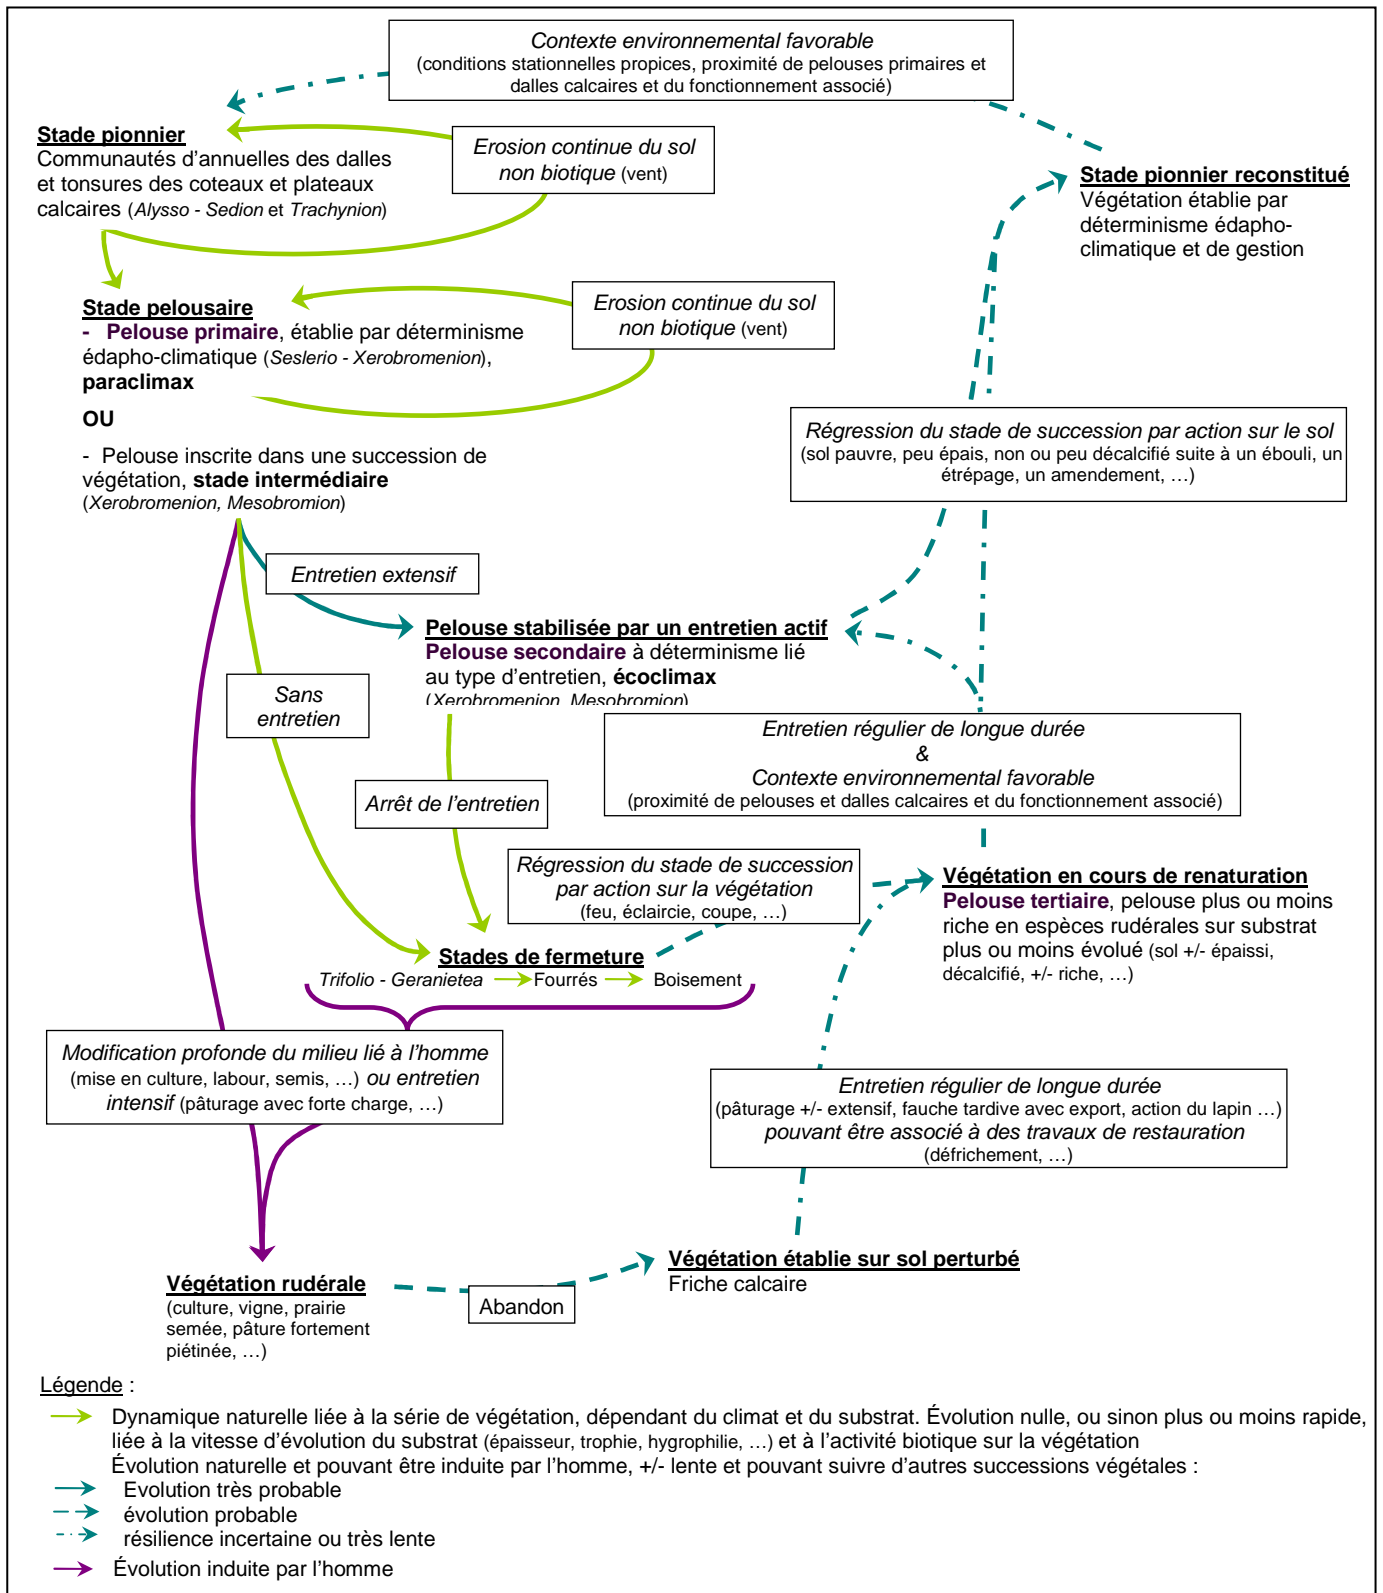 Contexte environnemental favorable
(conditions stationnelles propices, proximité de pelouses primaires et
dalles calcaires et du fonctionnement associé)
Stade pionnier
Communautés d'annuelles des dalles
et tonsures des coteaux et plateaux
calcaires (Alysso - Sedion et Trachynion)
Erosion continue du sol
non biotique (vent)
Stade pionnier reconstitué
Végétation établie par
déterminisme édapho-
climatique et de gestion
Stade pelousaire
- Pelouse primaire, établie par déterminisme
édapho-climatique (Seslerio - Xerobromenion),
paraclimax
OU
- Pelouse inscrite dans une succession de
végétation, stade intermédiaire
(Xerobromenion, Mesobromion)
Erosion continue du sol
non biotique (vent)
Régression du stade de succession par action sur le sol
(sol pauvre, peu épais, non ou peu décalcifié suite à un ébouli, un
étrépage, un amendement, …)
Entretien extensif
Pelouse stabilisée par un entretien actif
Pelouse secondaire à déterminisme lié
au type d'entretien, écoclimax
(Xerobromenion, Mesobromion)
Sans
entretien
Entretien régulier de longue durée
&
Contexte environnemental favorable
(proximité de pelouses et dalles calcaires et du fonctionnement associé)
Arrêt de l'entretien
Régression du stade de succession
par action sur la végétation
(feu, éclaircie, coupe, …)
Végétation en cours de renaturation
Pelouse tertiaire, pelouse plus ou moins
riche en espèces rudérales sur substrat
plus ou moins évolué (sol +/- épaissi,
décalcifié, +/- riche, …)
Stades de fermeture
Trifolio - Geranietea Fourrés Boisement
Modification profonde du milieu lié à l'homme
(mise en culture, labour, semis, …) ou entretien
intensif (pâturage avec forte charge, …)
Entretien régulier de longue durée
(pâturage +/- extensif, fauche tardive avec export, action du lapin …)
pouvant être associé à des travaux de restauration
(défrichement, …)
Végétation rudérale
(culture, vigne, prairie
semée, pâture fortement
piétinée, …)
Abandon
Végétation établie sur sol perturbé
Friche calcaire
Légende :
Dynamique naturelle liée à la série de végétation, dépendant du climat et du substrat. Évolution nulle, ou sinon plus ou moins rapide,
liée à la vitesse d'évolution du substrat (épaisseur, trophie, hygrophilie, …) et à l'activité biotique sur la végétation
Évolution naturelle et pouvant être induite par l'homme, +/- lente et pouvant suivre d'autres successions végétales :
Evolution très probable
évolution probable
résilience incertaine ou très lente
Évolution induite par l'homme